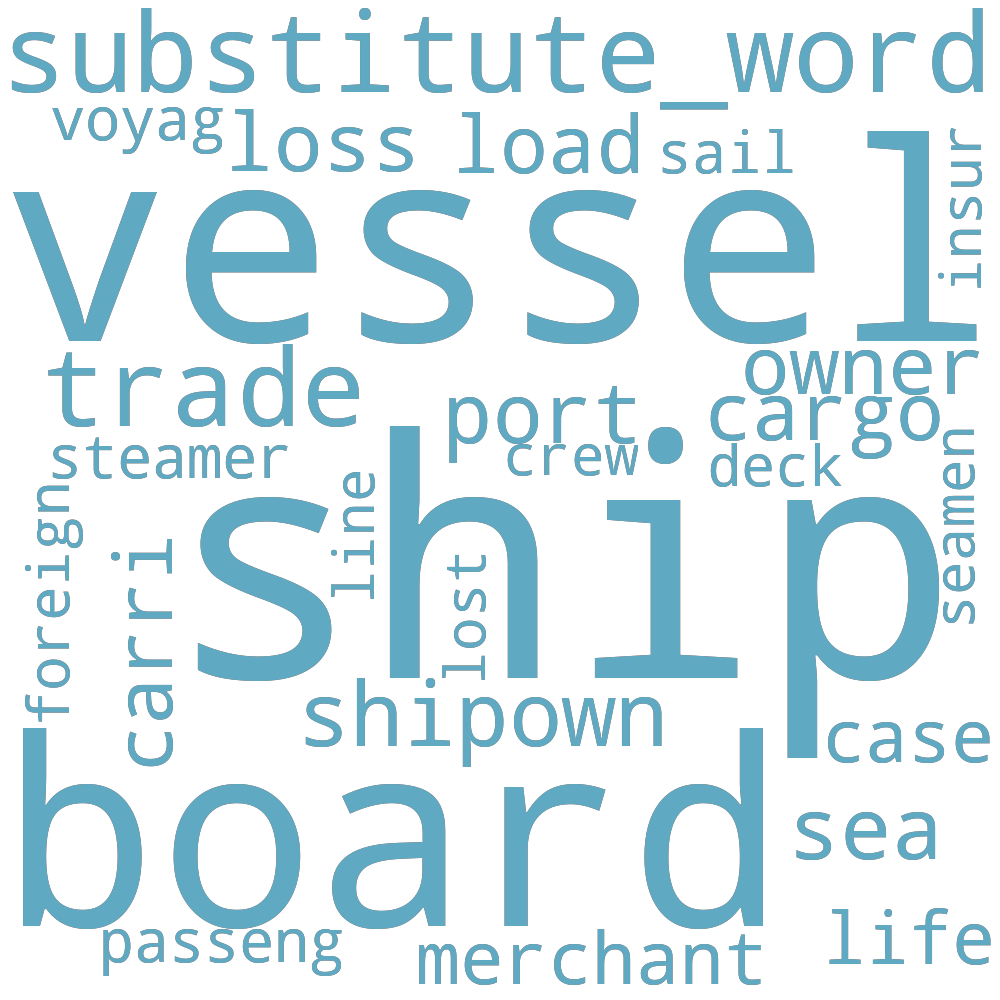 substitute_word
voyag
loss
load
sail
insur
vessel
trade
owner
port
cargo
steamer
crew
deck
seamen
foreign
line
ship
carri
lost
shipown
case
board
sea
life
passeng
merchant